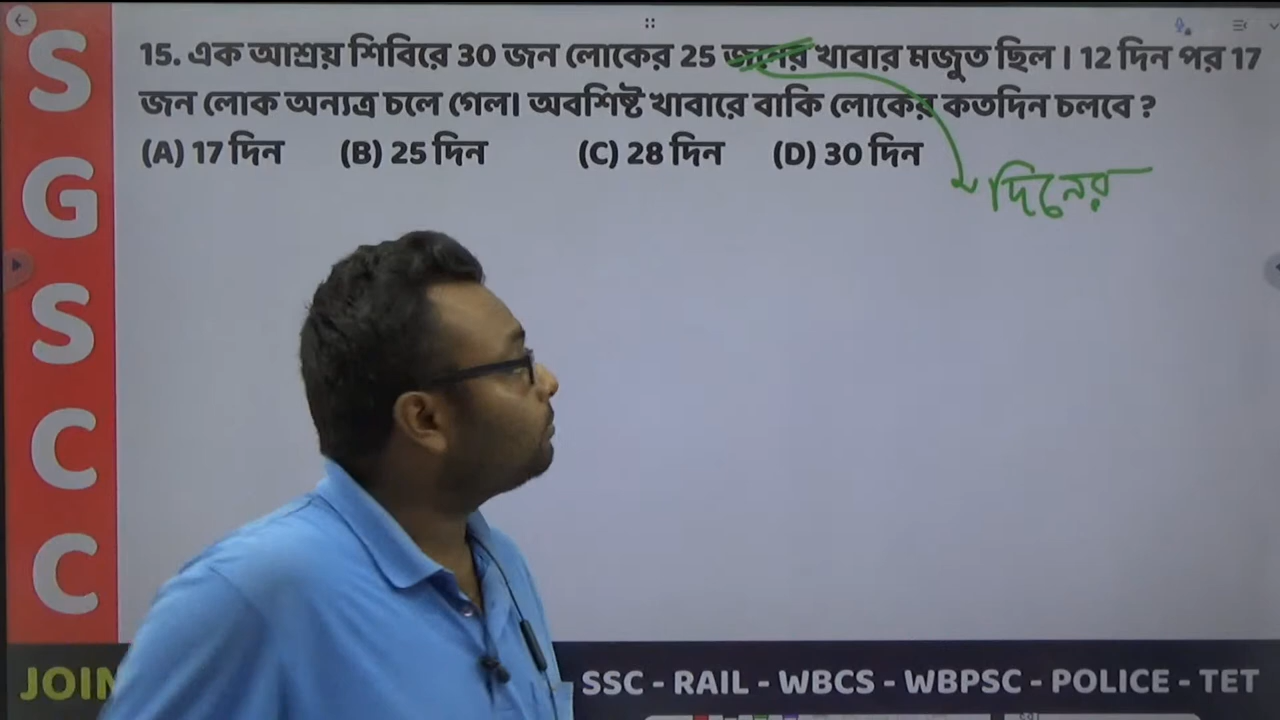 15. এক আশ্রয় শিবিরে 30 জন লোকের 25 জনের খাবার মজুত ছিল । 12 দিন পর 17
জন লোক অন্যত্র চলে গেল। অবশিষ্ট খাবারে বাকি লোকের কতদিন চলবে ?
(A) 17 দিন (B) 25 দিন (C) 28 দিন (D) 30 দিন
দিনের
S
G
S
C
C
JOIN
SSC - RAIL - WBCS - WBPSC - POLICE - TET